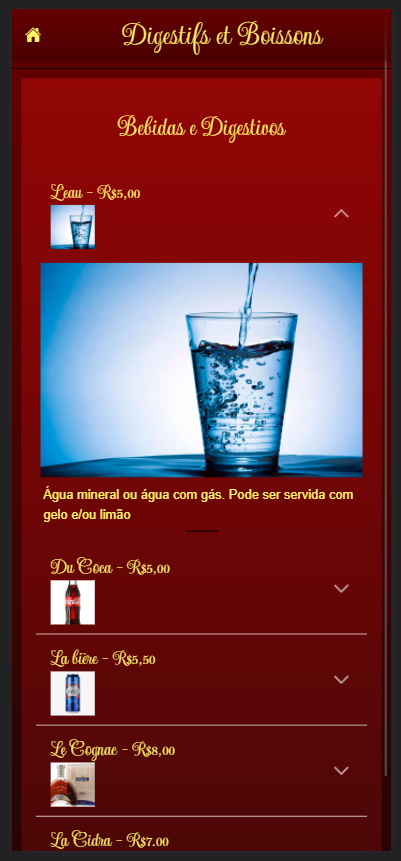 Digestifs et Boissons
Bebidas e Digestivos
Leau - R$5,00
Água mineral ou água com gás. Pode ser servida com
gelo e/ou limão
Du Coca - R$5,00
La bière - R$5,50
Le Cognac - R$8,00
La Cidra - R$7.00